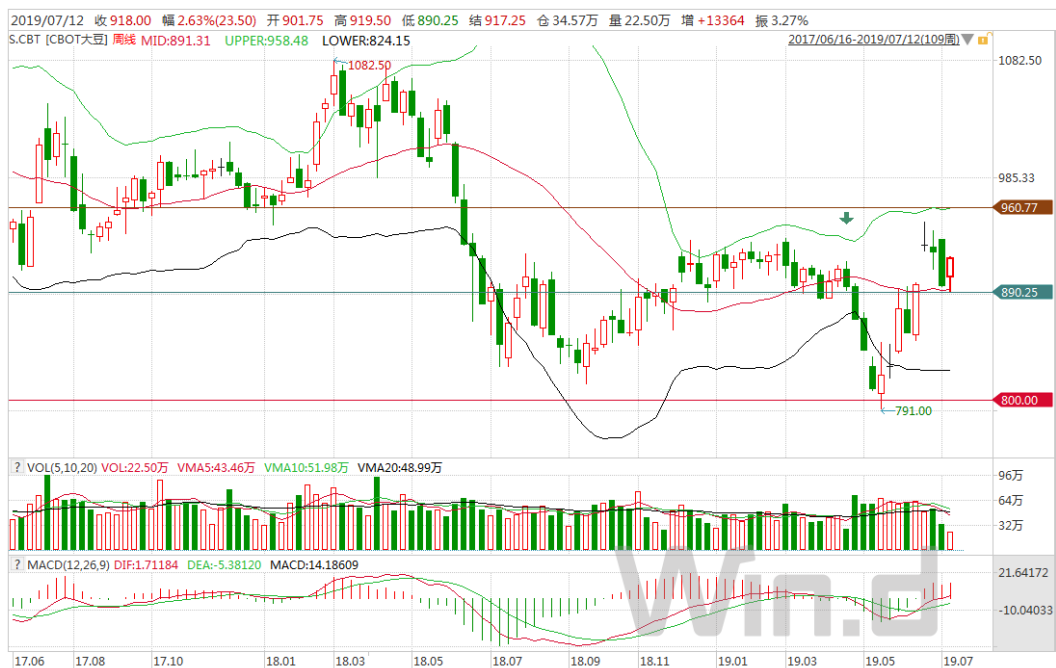 2019/07/12 收 918.00 幅 2.63%(23.50) 开 901.75 高 919.50 低 890.25 结 917.25 仓 34.57万 量 22.50万 增 +13364 振 3.27%
S.CBT [CBOT大豆] 周线 MID:891.31 UPPER:958.48 LOWER:824.15 2017/06/16-2019/07/12(109周)
1082.50
1082.50
985.33
960.77
890.25
800.00
791.00
? VOL(5,10,20) VOL:22.50万 VMA5:43.46万 VMA10:51.98万 VMA20:48.99万
96万
64万
32万
? MACD(12,26,9) DIF:1.71184 DEA:-5.38120 MACD:14.18609
21.64172
-10.04033
Win.d
17.06 17.08 17.10 18.01 18.03 18.05 18.07 18.09 18.11 19.01 19.03 19.05 19.07